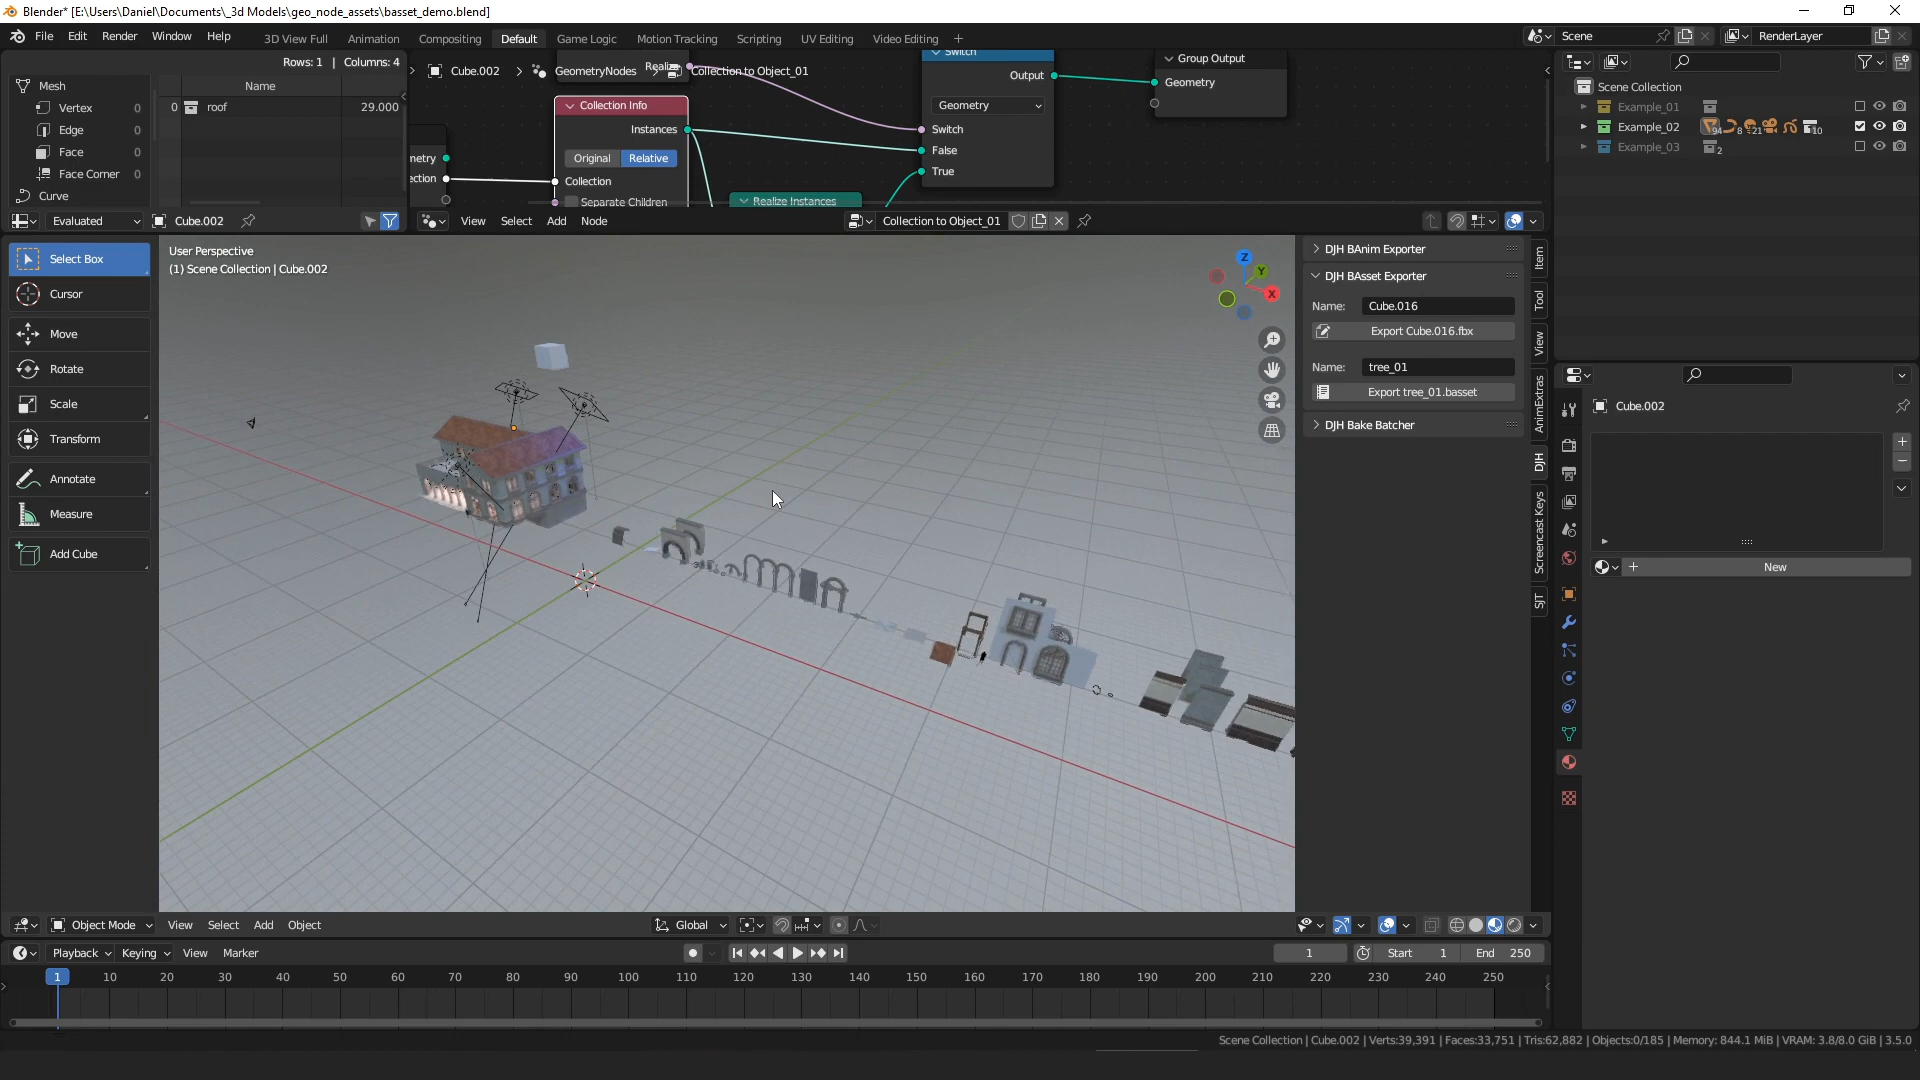 Blender* [E:\Users\Daniel\Documents\_3d Models\geo_node_assets\basset_demo.blend]
File Edit Render Window Help
3D View Full Animation Compositing Default Game Logic Motion Tracking Scripting UV Editing Video Editing +
Scene
RenderLayer
Rows: 1 | Columns: 4
Mesh
Vertex 0
Edge 0
Face 0
Face Corner 0
Curve
Name
0 roof 29.000
Evaluated
Cube.002
Cube.002 > GeometryNodes > Collection to Object_01
Realiz
Collection Info
Instances
Original Relative
Collection
Separate Children
metry
ection
Switch
Output
Geometry
Switch
False
True
Realize Instances
Group Output
Geometry
View Select Add Node
Collection to Object_01
Scene Collection
Example_01
Example_02 94 8 21 10
Example_03 2
Select Box
Cursor
Move
Rotate
Scale
Transform
Annotate
Measure
Add Cube
User Perspective
(1) Scene Collection | Cube.002
Z
Y
X
DJH BAnim Exporter
DJH BAsset Exporter
Name: Cube.016
Export Cube.016.fbx
Name: tree_01
Export tree_01.basset
DJH Bake Batcher
Item
Tool
View
AnimExtras
DJH
Screencast Keys
SJT
Cube.002
New
Object Mode View Select Add Object
Global
Playback Keying View Marker
1
Start 1
End 250
1 10 20 30 40 50 60 70 80 90 100 110 120 130 140 150 160 170 180 190 200 210 220 230 240 250
Scene Collection | Cube.002 | Verts:39,391 | Faces:33,751 | Tris:62,882 | Objects:0/185 | Memory: 844.1 MiB | VRAM: 3.8/8.0 GiB | 3.5.0